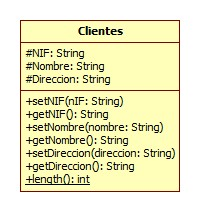 Clientes
#NIF: String
#Nombre: String
#Direccion: String
+setNIF(nIF: String)
+getNIF(): String
+setNombre(nombre: String)
+getNombre(): String
+setDireccion(direccion: String)
+getDireccion(): String
+length(): int